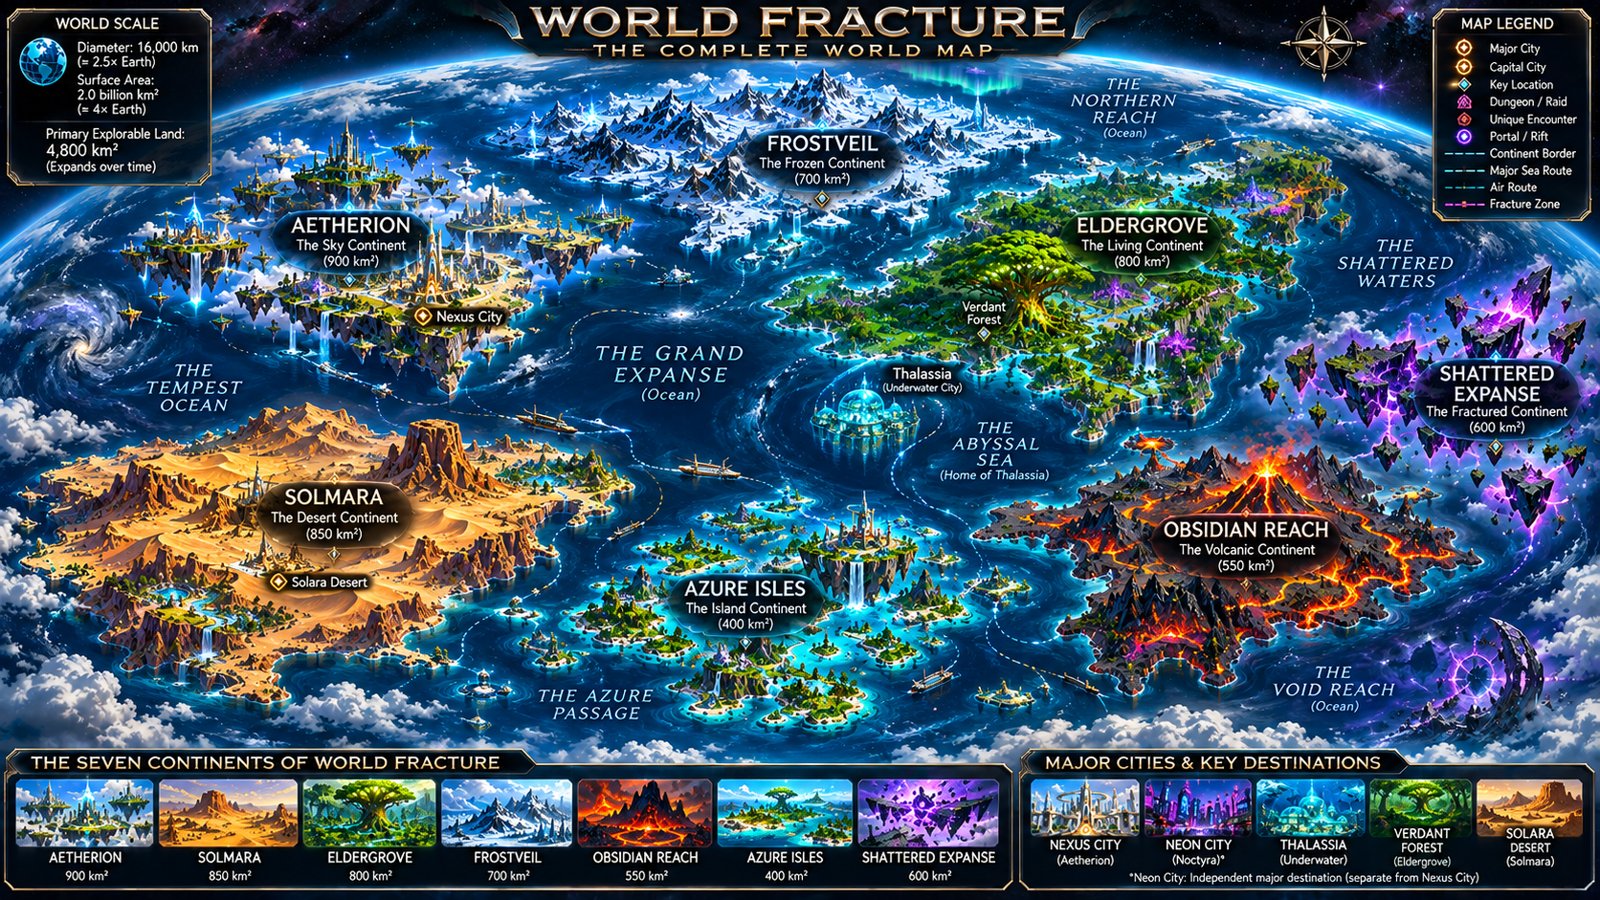 WORLD FRACTURE
THE COMPLETE WORLD MAP
WORLD SCALE
Diameter: 16,000 km
(= 2.5× Earth)
Surface Area:
2.0 billion km²
(= 4× Earth)
Primary Explorable Land:
4,800 km²
(Expands over time)
MAP LEGEND
Major City
Capital City
Key Location
Dungeon / Raid
Unique Encounter
Portal / Rift
Continent Border
Major Sea Route
Air Route
Fracture Zone
THE
NORTHERN
REACH
(Ocean)
FROSTVEIL
The Frozen Continent
(700 km²)
AETHERION
The Sky Continent
(900 km²)
Nexus City
ELDERGROVE
The Living Continent
(800 km²)
Verdant
Forest
THE
SHATTERED
WATERS
THE GRAND
EXPANSE
(Ocean)
THE
TEMPEST
OCEAN
Thalassia
(Underwater City)
SHATTERED
EXPANSE
The Fractured Continent
(600 km²)
THE
ABYSSAL
SEA
(Home of Thalassia)
SOLMARA
The Desert Continent
(850 km²)
Solara Desert
OBSIDIAN REACH
The Volcanic Continent
(550 km²)
AZURE ISLES
The Island Continent
(400 km²)
THE AZURE
PASSAGE
THE
VOID REACH
(Ocean)
THE SEVEN CONTINENTS OF WORLD FRACTURE
AETHERION
900 km²
SOLMARA
850 km²
ELDERGROVE
800 km²
FROSTVEIL
700 km²
OBSIDIAN REACH
550 km²
AZURE ISLES
400 km²
SHATTERED EXPANSE
600 km²
MAJOR CITIES & KEY DESTINATIONS
NEXUS CITY
(Aetherion)
NEON CITY
(Noctyra)*
THALASSIA
(Underwater)
VERDANT
FOREST
(Eldergrove)
SOLARA
DESERT
(Solmara)
*Neon City: Independent major destination (separate from Nexus City)